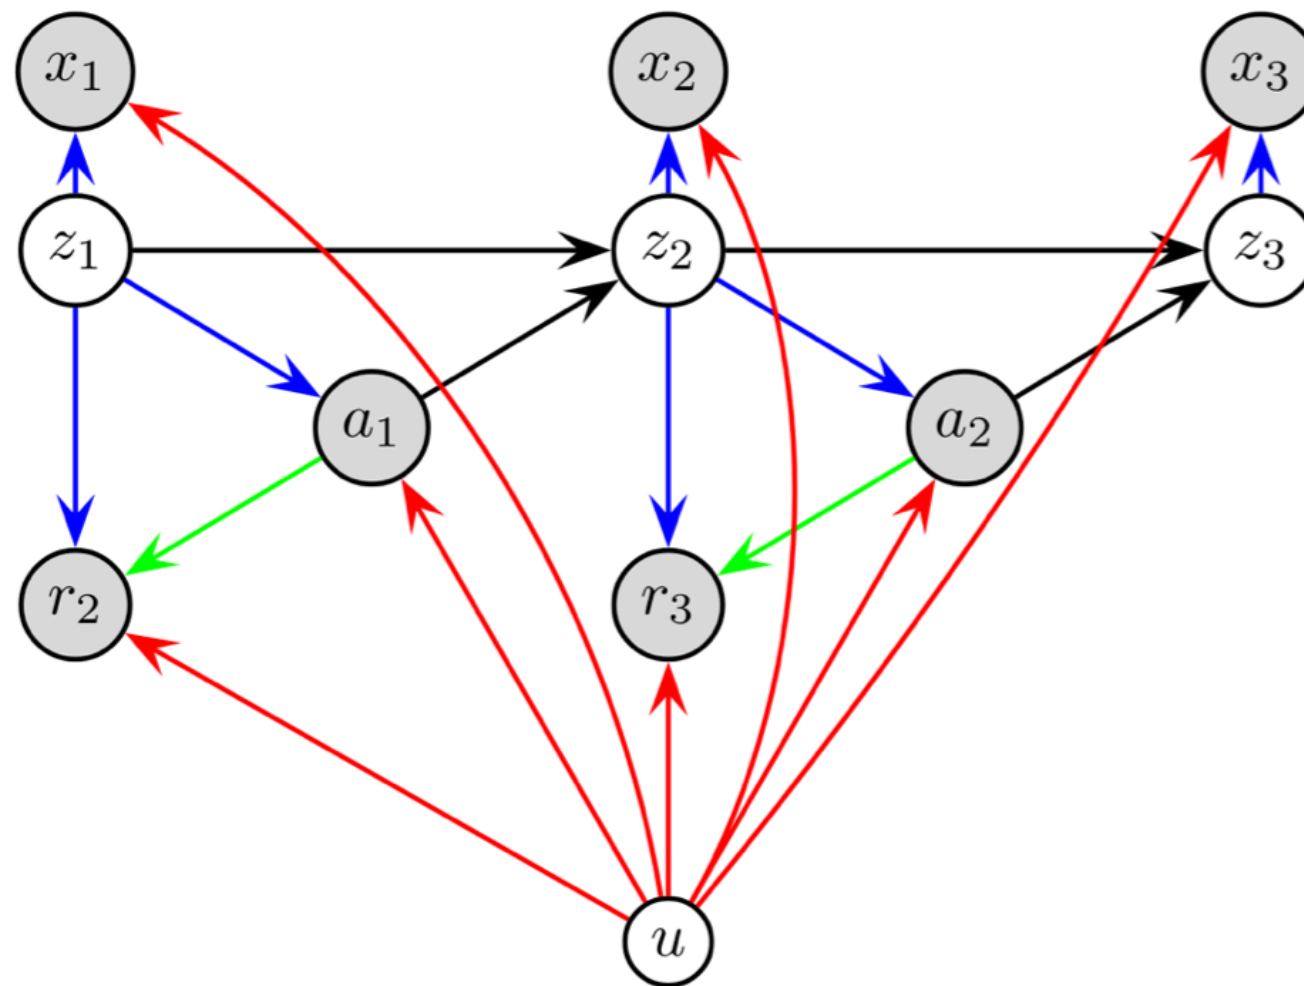 x₁ x₂ x₃
z₁ z₂ z₃
a₁ a₂
r₂ r₃
u